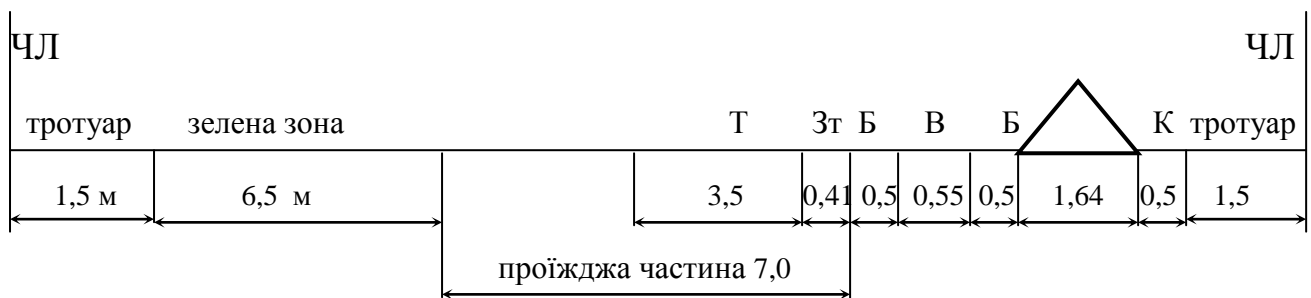 ЧЛ ЧЛ
тротуар зелена зона Т Зт Б В Б К тротуар
1,5 м 6,5 м 3,5 0,41 0,5 0,55 0,5 1,64 0,5 1,5
проїжджа частина 7,0